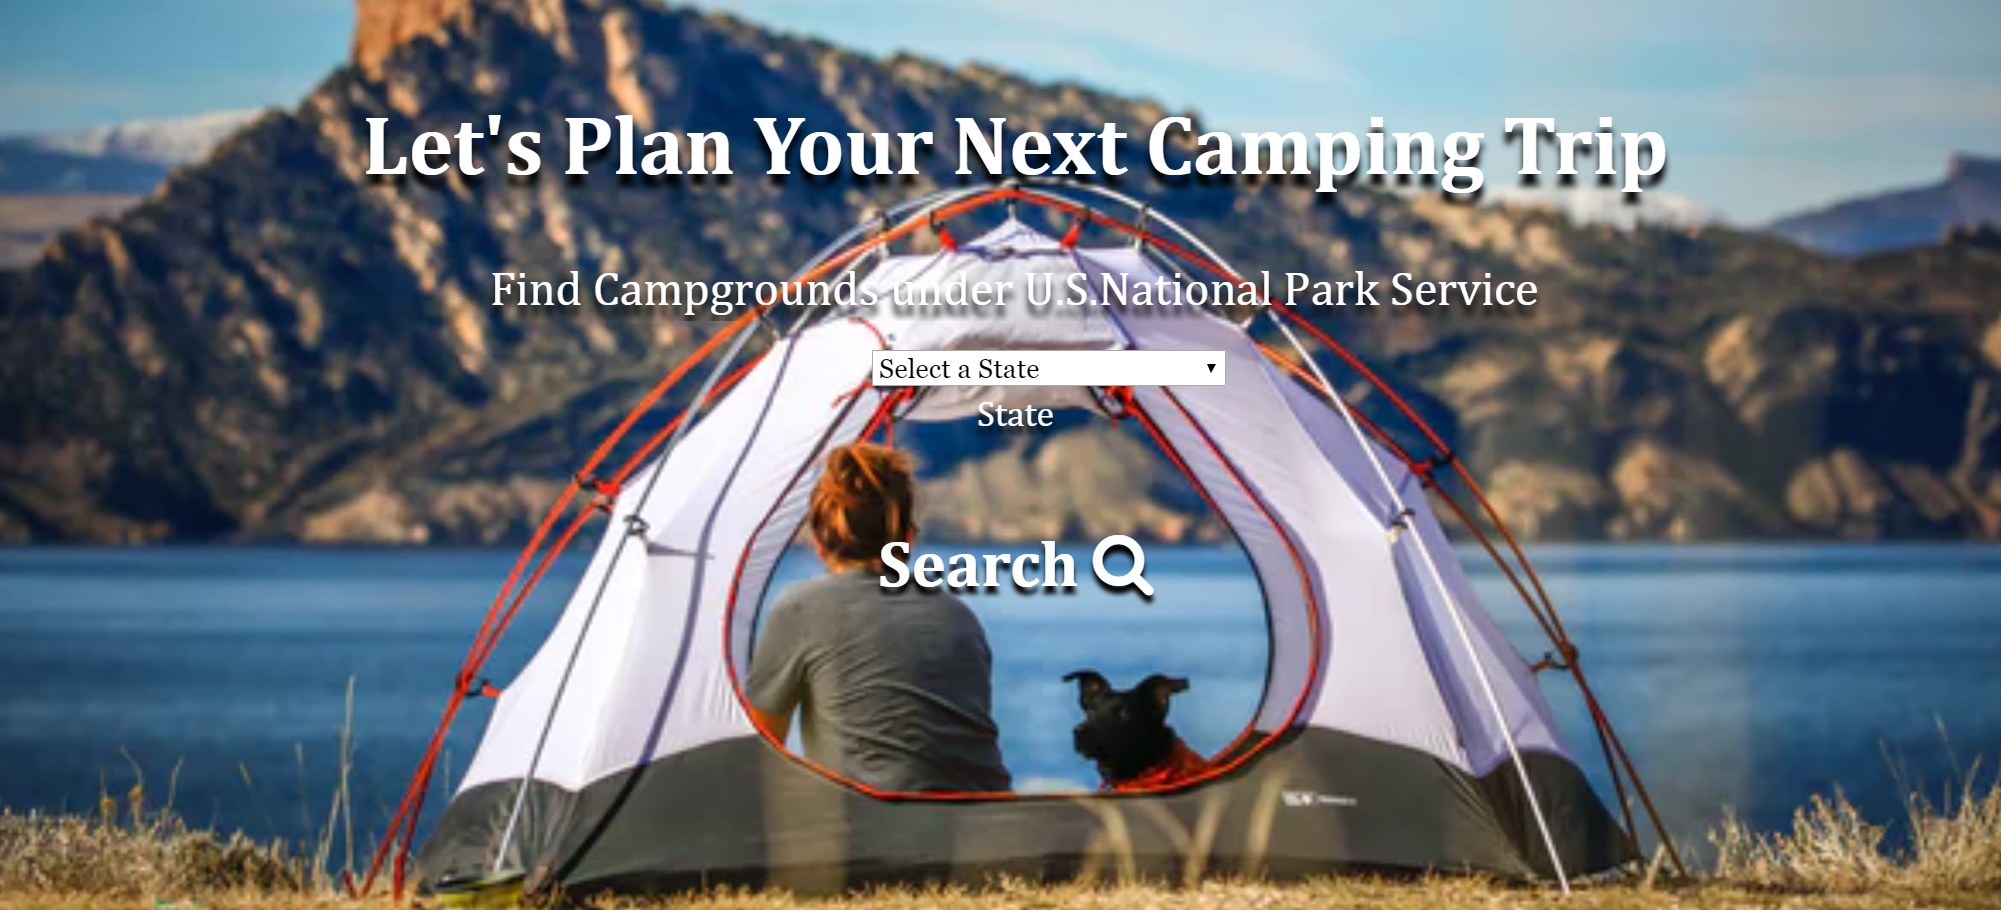 Let's Plan Your Next Camping Trip
Find Campgrounds under U.S.National Park Service
Select a State
State
Search